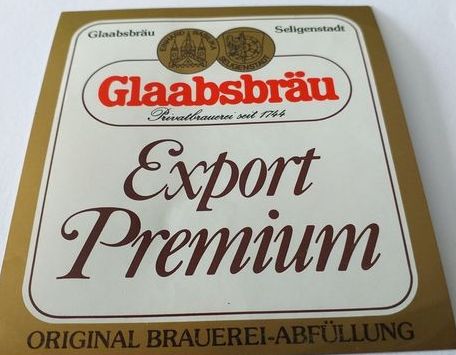 Glaabsbräu Seligenstadt
Glaabsbräu
Privatbrauerei seit 1744
Export
Premium
ORIGINAL BRAUEREI-ABFÜLLUNG